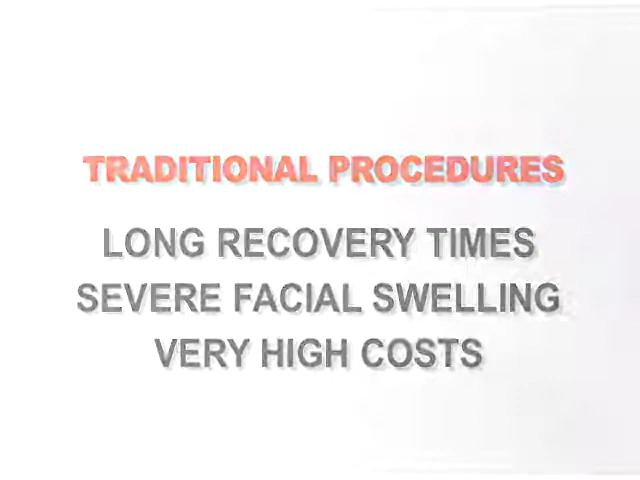 TRADITIONAL PROCEDURES
LONG RECOVERY TIMES
SEVERE FACIAL SWELLING
VERY HIGH COSTS